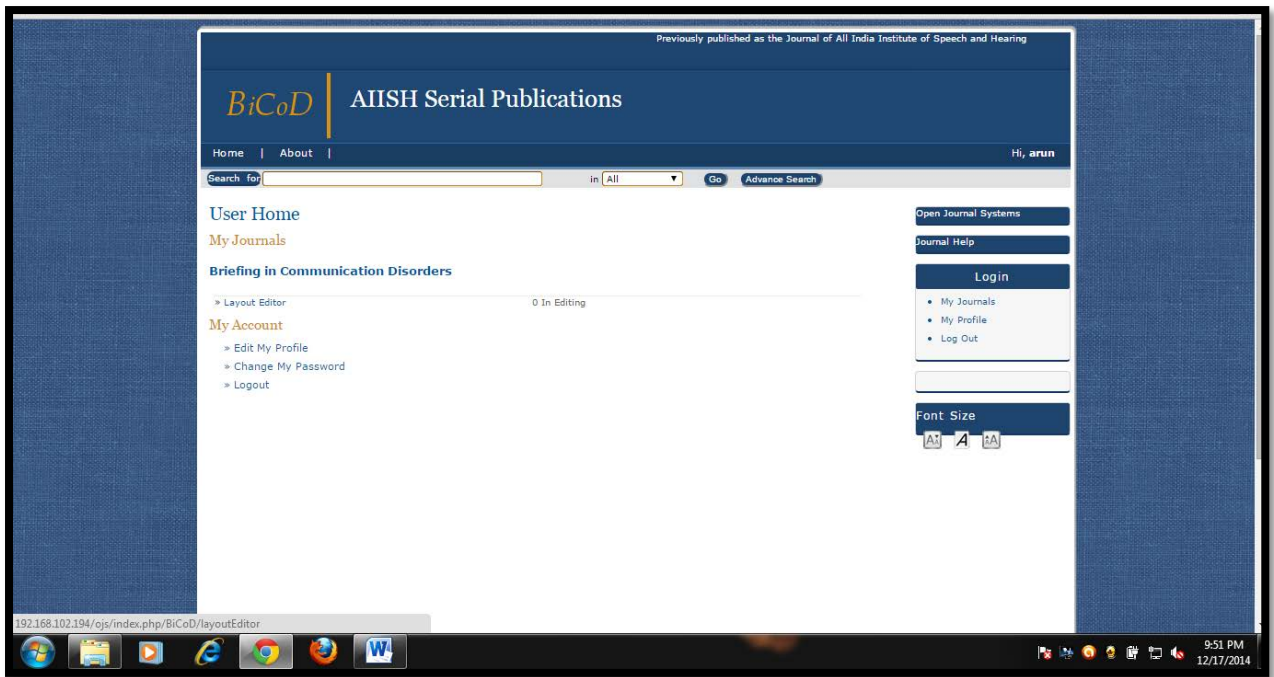 Previously published as the Journal of All India Institute of Speech and Hearing
BiCoD AIISH Serial Publications
Home | About | Hi, arun
Search for in All Go Advance Search
User Home
My Journals
Briefing in Communication Disorders
» Layout Editor 0 In Editing
My Account
» Edit My Profile
» Change My Password
» Logout
Open Journal Systems
Journal Help
Login
• My Journals
• My Profile
• Log Out
Font Size
A A A
192.168.102.194/ojs/index.php/BiCoD/layoutEditor
W
9:51 PM
12/17/2014